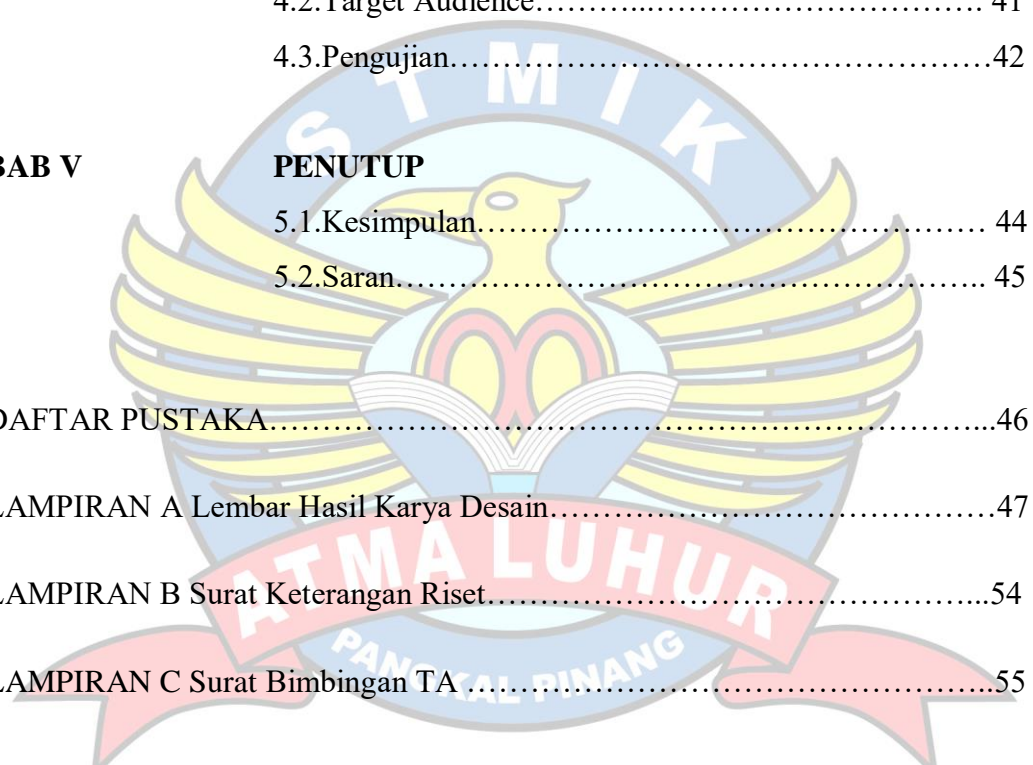 4.2.Target Audience………...………………………. 41
4.3.Pengujian………………………………………………42
STMIK
BAB V PENUTUP
5.1.Kesimpulan…………………………………………… 44
5.2.Saran………………………………………………….. 45
DAFTAR PUSTAKA………………………………………………………………...46
LAMPIRAN A Lembar Hasil Karya Desain………………………………………47
ATMA LUHUR
LAMPIRAN B Surat Keterangan Riset……………………………………………...54
PANGKAL PINANG
LAMPIRAN C Surat Bimbingan TA ……………………………………………..55